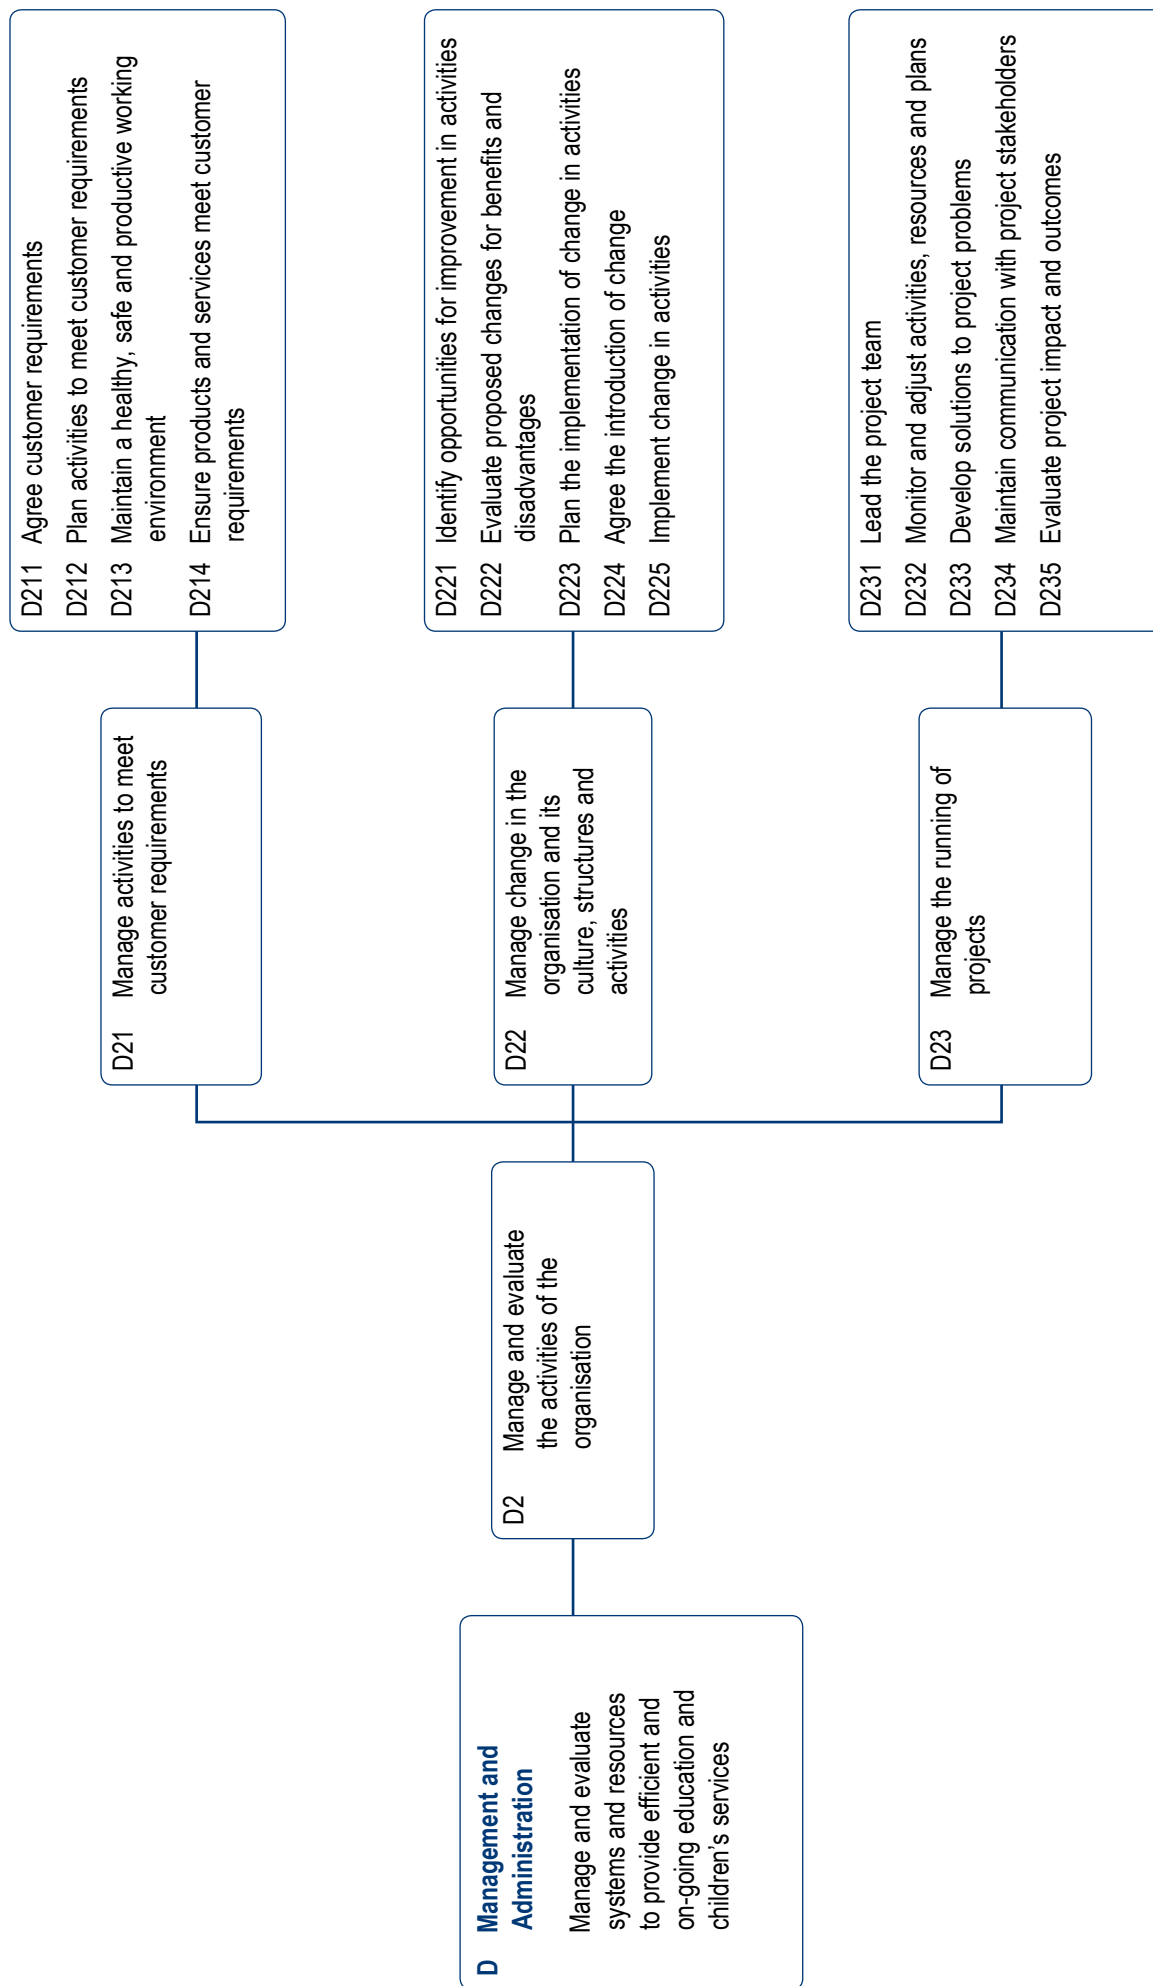 D Management and
Administration
Manage and evaluate
systems and resources
to provide efficient and
on-going education and
children’s services
D2 Manage and evaluate
the activities of the
organisation
D21 Manage activities to meet
customer requirements
D22 Manage change in the
organisation and its
culture, structures and
activities
D23 Manage the running of
projects
D211 Agree customer requirements
D212 Plan activities to meet customer requirements
D213 Maintain a healthy, safe and productive working
environment
D214 Ensure products and services meet customer
requirements
D221 Identify opportunities for improvement in activities
D222 Evaluate proposed changes for benefits and
disadvantages
D223 Plan the implementation of change in activities
D224 Agree the introduction of change
D225 Implement change in activities
D231 Lead the project team
D232 Monitor and adjust activities, resources and plans
D233 Develop solutions to project problems
D234 Maintain communication with project stakeholders
D235 Evaluate project impact and outcomes